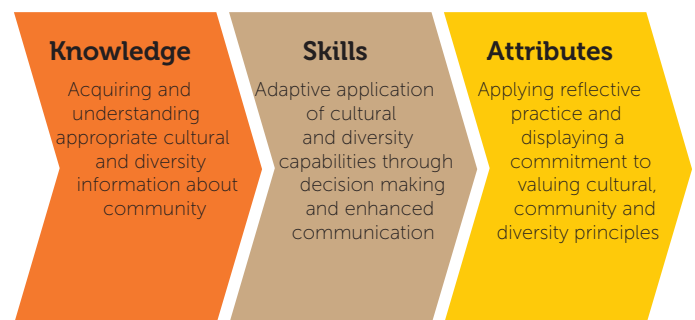 Knowledge
Acquiring and
understanding
appropriate cultural
and diversity
information about
community
Skills
Adaptive application
of cultural
and diversity
capabilities through
decision making
and enhanced
communication
Attributes
Applying reflective
practice and
displaying a
commitment to
valuing cultural,
community and
diversity principles